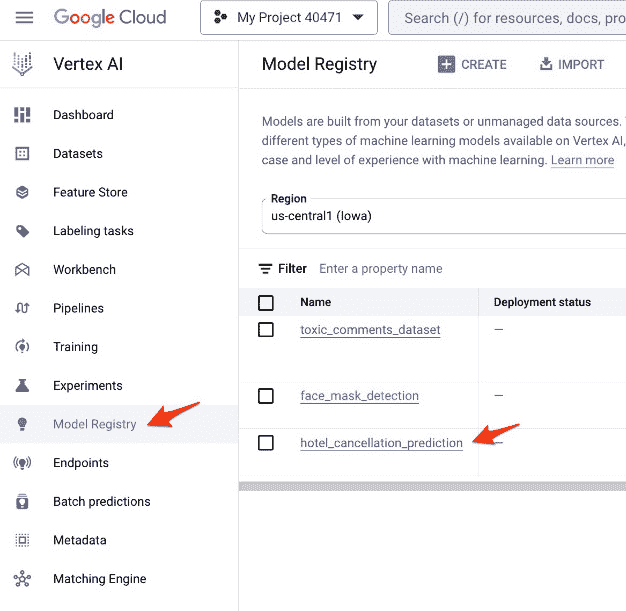 Google Cloud
My Project 40471
Search (/) for resources, docs, pro
Vertex AI
Dashboard
Datasets
Feature Store
Labeling tasks
Workbench
Pipelines
Training
Experiments
Model Registry
Endpoints
Batch predictions
Metadata
Matching Engine
Model Registry
CREATE
IMPORT
Models are built from your datasets or unmanaged data sources.
different types of machine learning models available on Vertex AI,
case and level of experience with machine learning. Learn more
Region
us-central1 (Iowa)
Filter Enter a property name
Name Deployment status
toxic_comments_dataset —
face_mask_detection —
hotel_cancellation_prediction —